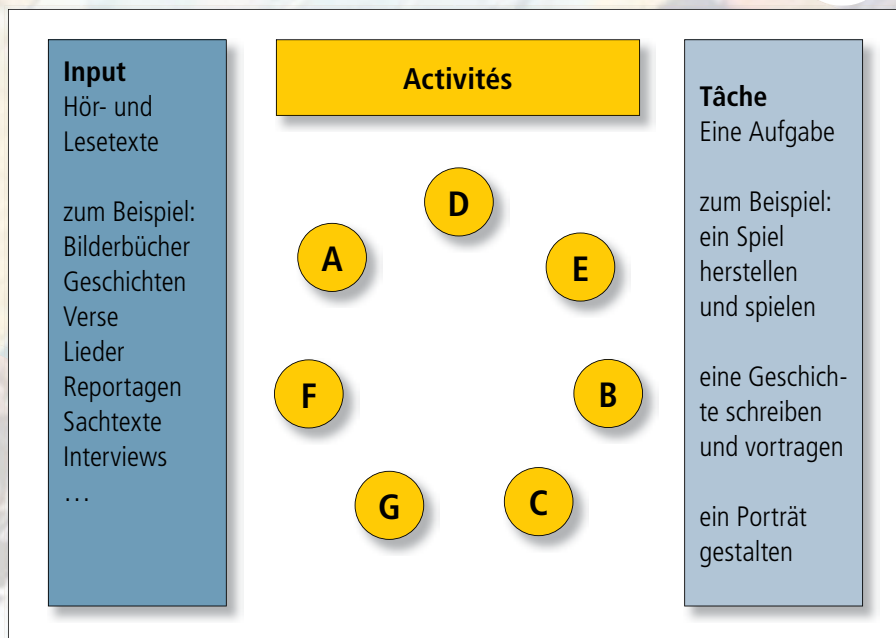 Input
Hör- und
Lesetexte
zum Beispiel:
Bilderbücher
Geschichten
Verse
Lieder
Reportagen
Sachtexte
Interviews
…
Activités
D
A
E
F
B
G
C
Tâche
Eine Aufgabe
zum Beispiel:
ein Spiel
herstellen
und spielen
eine Geschich-
te schreiben
und vortragen
ein Porträt
gestalten